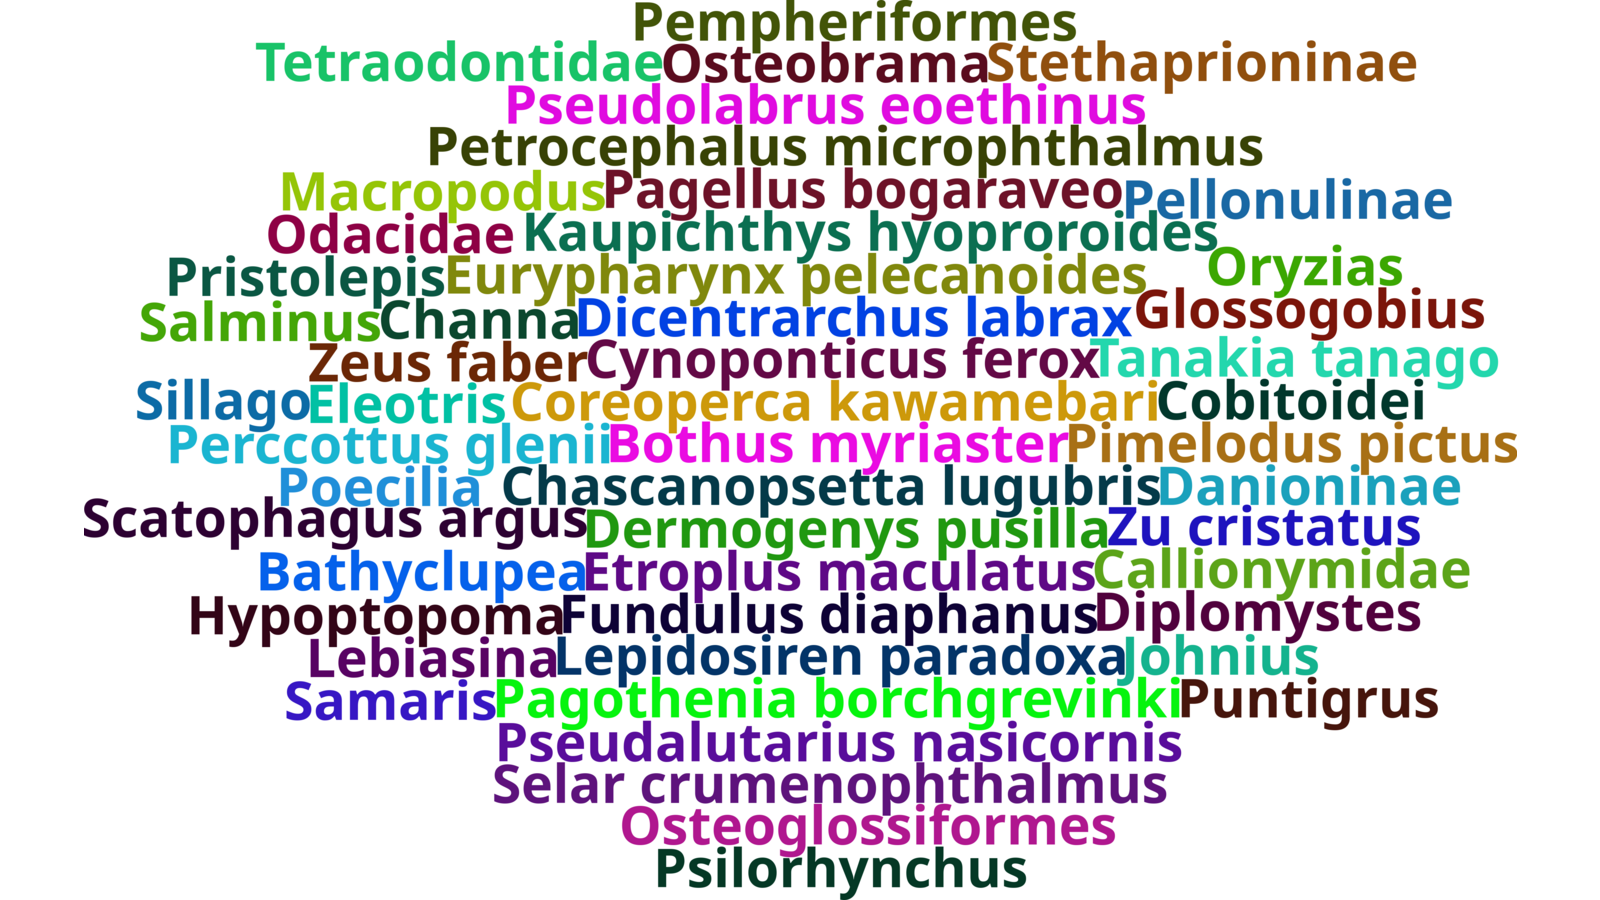 Pempheriformes
Tetraodontidae Osteobrama Stethaprioninae
Pseudolabrus eoethinus
Petrocephalus microphthalmus
Macropodus Pagellus bogaraveo Pellonulinae
Odacidae Kaupichthys hyoproroides
Pristolepis Eurypharynx pelecanoides Oryzias
Salminus Channa Dicentrarchus labrax Glossogobius
Zeus faber Cynoponticus ferox Tanakia tanago
Sillago Eleotris Coreoperca kawamebari Cobitoidei
Perccottus glenii Bothus myriaster Pimelodus pictus
Poecilia Chascanopsetta lugubris Danioninae
Scatophagus argus Dermogenys pusilla Zu cristatus
Bathyclupea Etroplus maculatus Callionymidae
Hypoptopoma Fundulus diaphanus Diplomystes
Lebiasina Lepidosiren paradoxa Johnius
Samaris Pagothenia borchgrevinki Puntigrus
Pseudalutarius nasicornis
Selar crumenophthalmus
Osteoglossiformes
Psilorhynchus